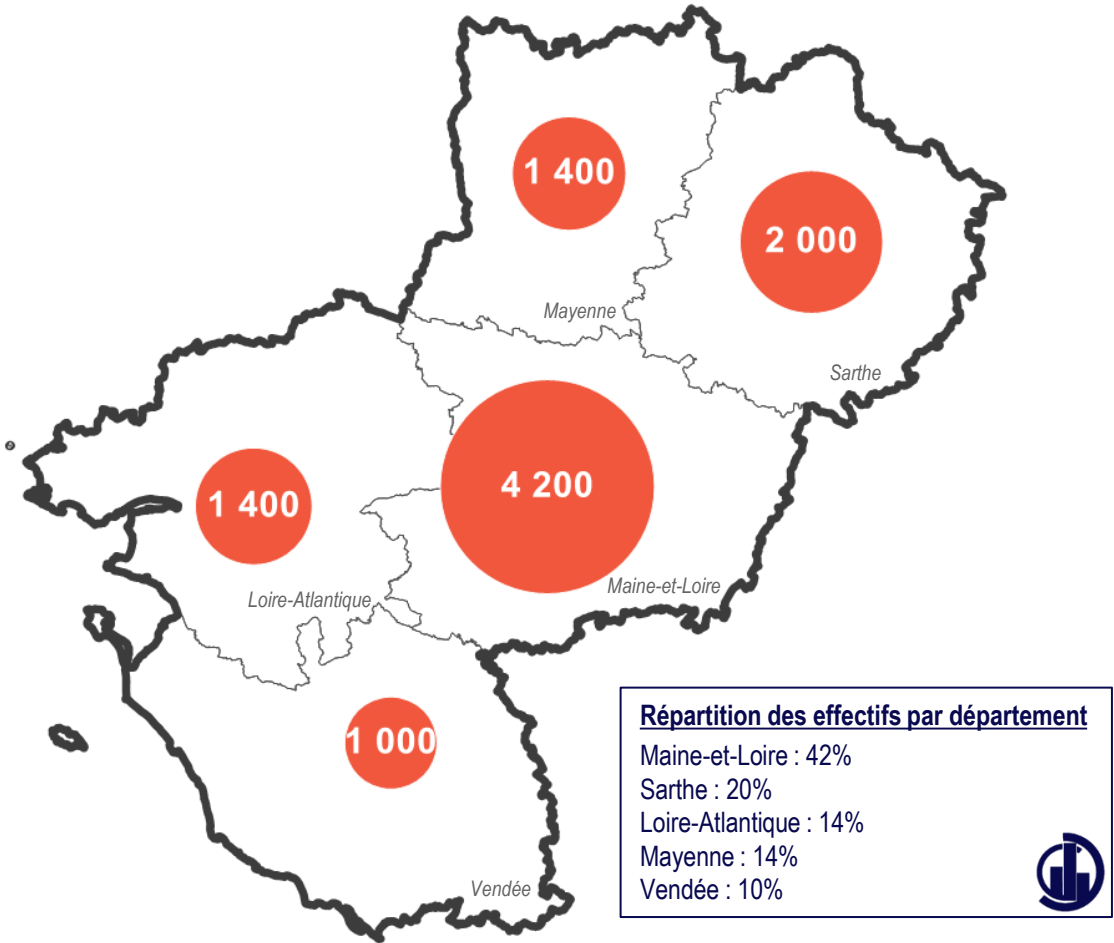 1 400
2 000
Mayenne
Sarthe
4 200
1 400
Maine-et-Loire
Loire-Atlantique
1 000
Vendée
Répartition des effectifs par département
Maine-et-Loire : 42%
Sarthe : 20%
Loire-Atlantique : 14%
Mayenne : 14%
Vendée : 10%